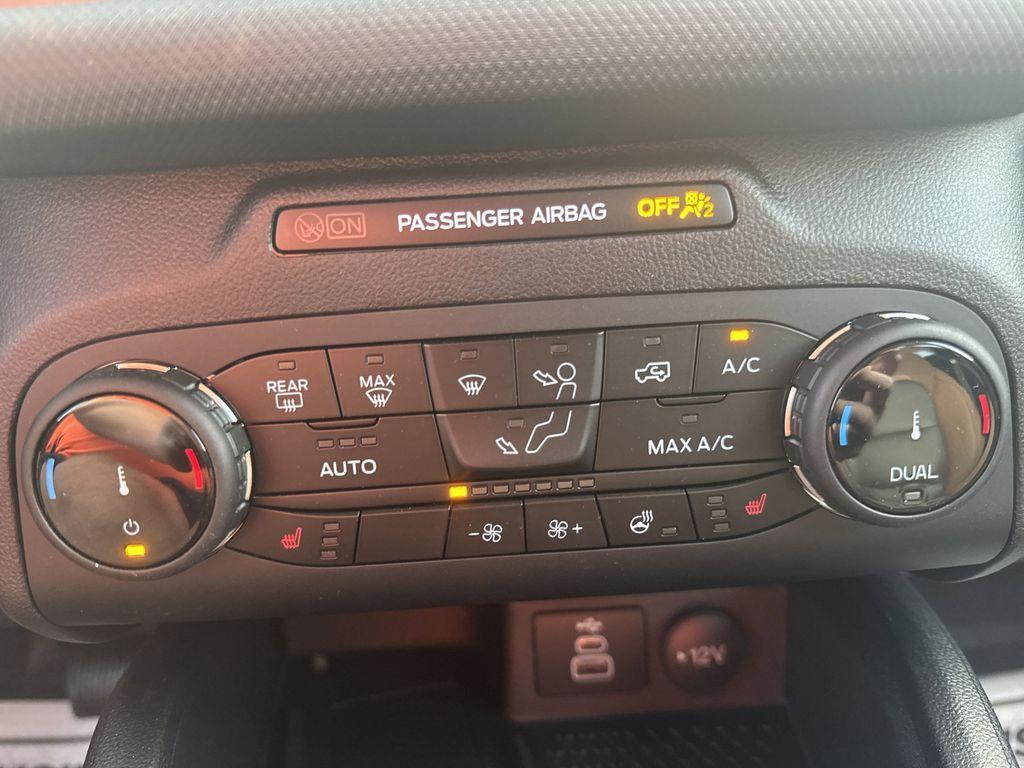 ON PASSENGER AIRBAG OFF 2
REAR MAX A/C
AUTO MAX A/C
DUAL
- +
12V